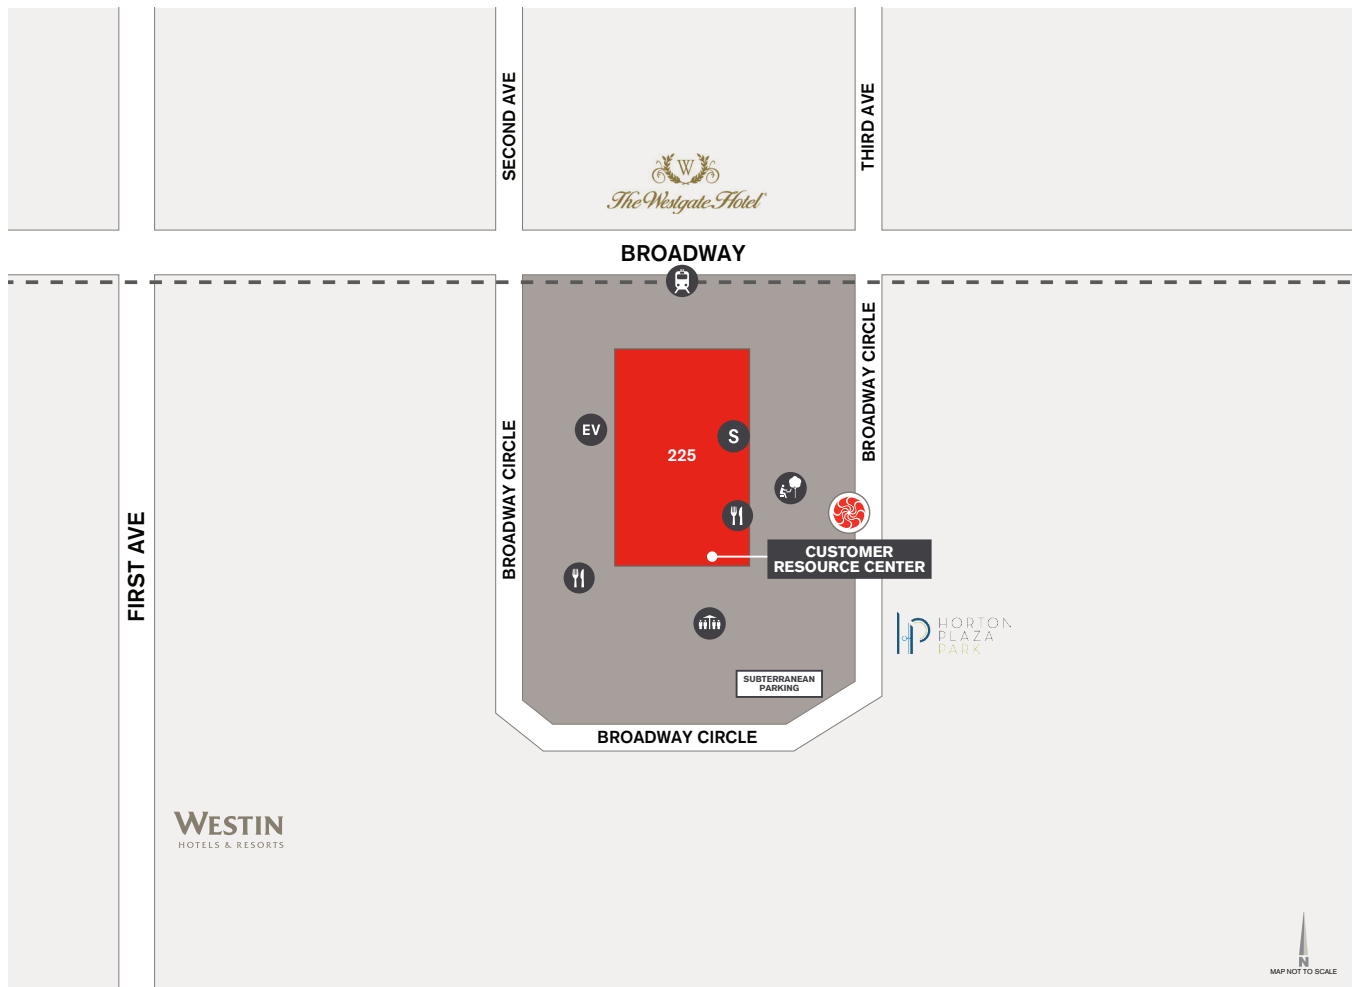 SECOND AVE
THIRD AVE
W
The Westgate Hotel
BROADWAY
BROADWAY CIRCLE
EV
S
225
BROADWAY CIRCLE
FIRST AVE
CUSTOMER
RESOURCE CENTER
HORTON
PLAZA
PARK
SUBTERRANEAN
PARKING
BROADWAY CIRCLE
WESTIN
HOTELS & RESORTS
N
MAP NOT TO SCALE